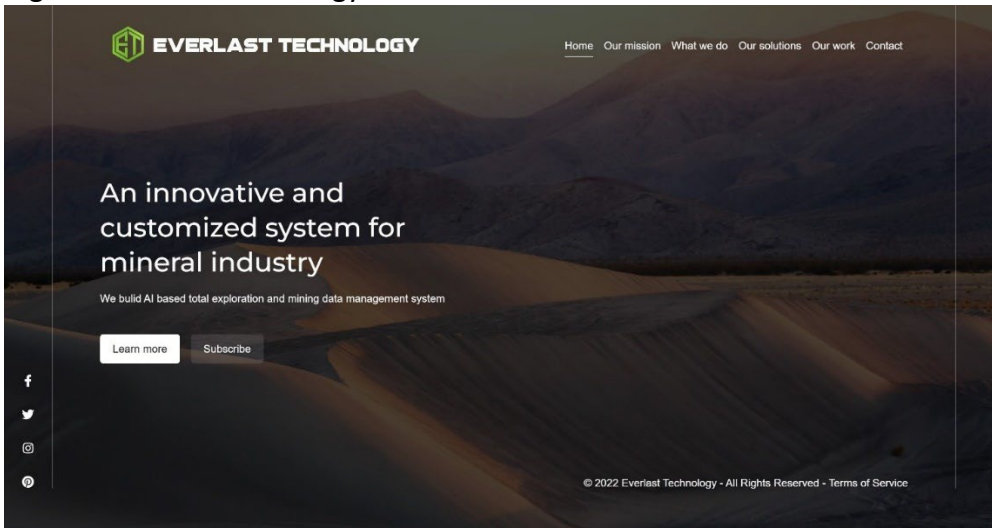 ET EVERLAST TECHNOLOGY
Home Our mission What we do Our solutions Our work Contact
An innovative and
customized system for
mineral industry
We bulid AI based total exploration and mining data management system
Learn more Subscribe
© 2022 Everlast Technology - All Rights Reserved - Terms of Service